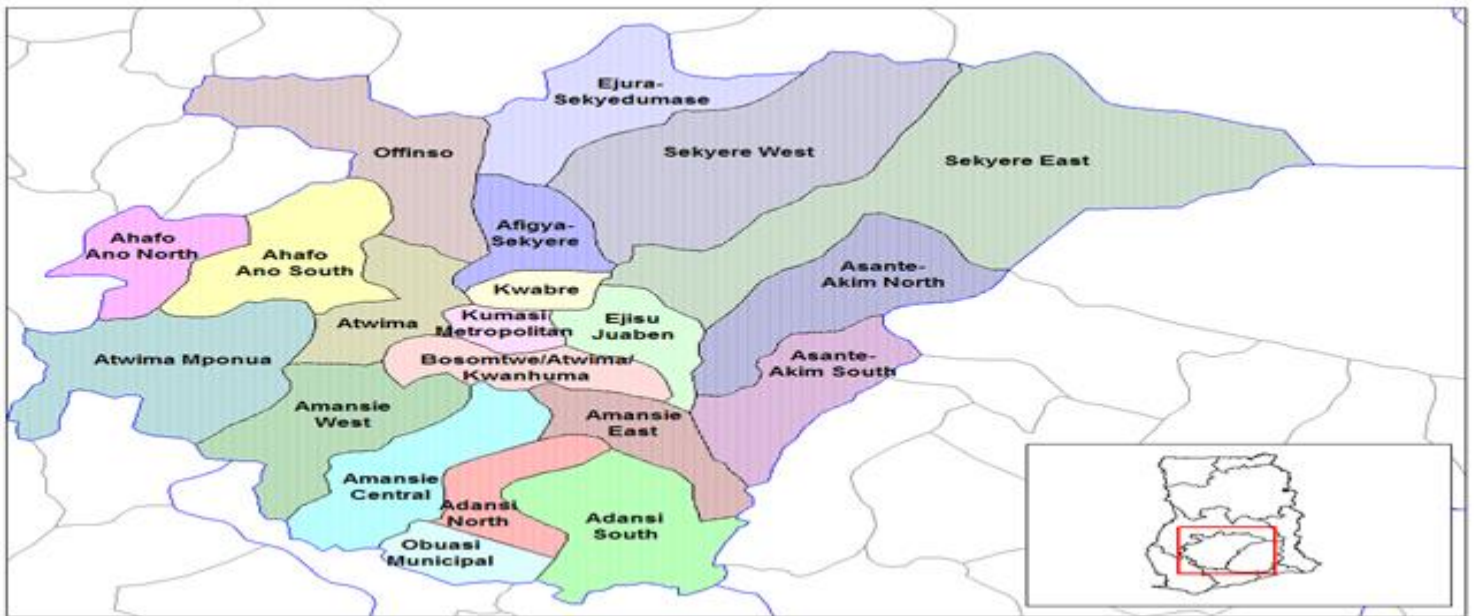 Ejura-
Sekyedumase
Offinso
Sekyere West
Sekyere East
Afigya-
Sekyere
Ahafo
Ano North
Ahafo
Ano South
Asante-
Akim North
Kwabre
Atwima
Kumasi
Metropolitan
Ejisu
Juaben
Atwima Mponua
Bosomtwe/Atwima/
Kwanhuma
Asante-
Akim South
Amansie
West
Amansie
East
Amansie
Central
Adansi
North
Adansi
South
Obuasi
Municipal